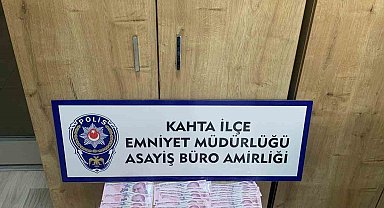 POLİS
KAHTA İLÇE
EMNİYET MÜDÜRLÜĞÜ
ASAYİŞ BÜRO AMİRLİĞİ